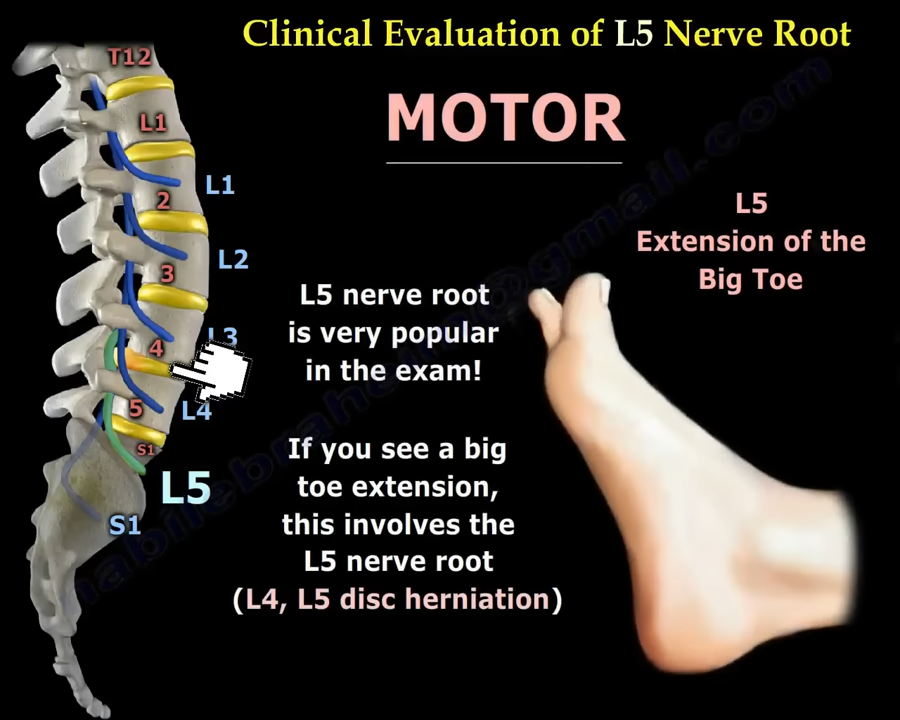 Clinical Evaluation of L5 Nerve Root
MOTOR
T12
L1
2
3
4
5
S1
L1
L2
L3
L4
L5
S1
L5
Extension of the
Big Toe
L5 nerve root
is very popular
in the exam!
If you see a big
toe extension,
this involves the
L5 nerve root
(L4, L5 disc herniation)